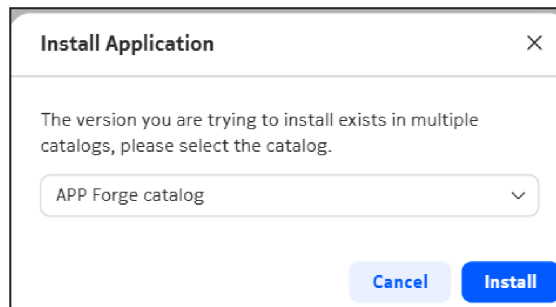 Install Application
The version you are trying to install exists in multiple
catalogs, please select the catalog.
APP Forge catalog
Cancel Install